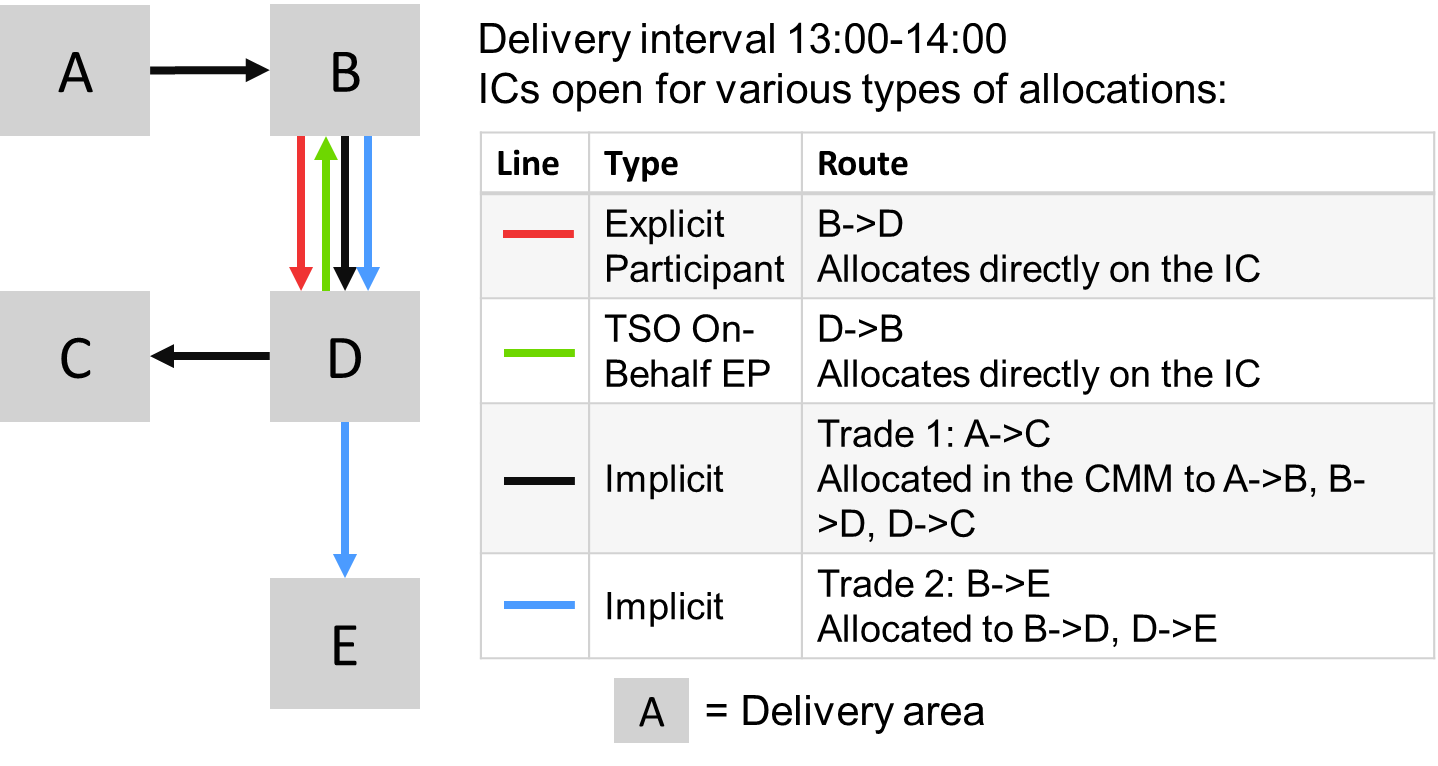 A
B
C
D
E
Delivery interval 13:00-14:00
ICs open for various types of allocations:
Line Type Route
Explicit
Participant
B->D
Allocates directly on the IC
TSO On-
Behalf EP
D->B
Allocates directly on the IC
Implicit
Trade 1: A->C
Allocated in the CMM to A->B, B-
>D, D->C
Implicit
Trade 2: B->E
Allocated to B->D, D->E
A = Delivery area